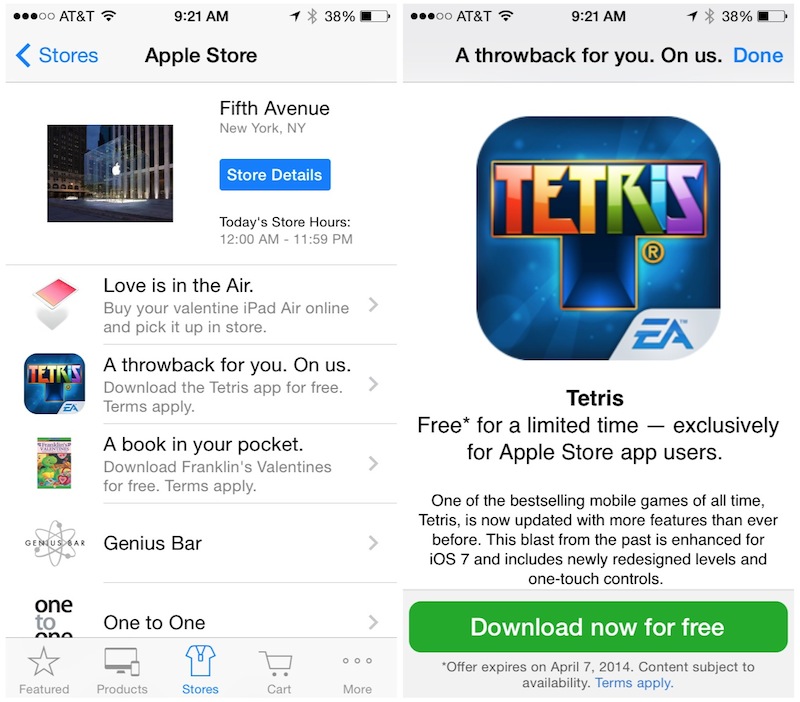 AT&T 9:21 AM 38%
Stores Apple Store
Fifth Avenue
New York, NY
Store Details
Today's Store Hours:
12:00 AM - 11:59 PM
Love is in the Air.
Buy your valentine iPad Air online
and pick it up in store.
TETRIS
EA
A throwback for you. On us.
Download the Tetris app for free.
Terms apply.
Franklin's
VALENTINES
A book in your pocket.
Download Franklin's Valentines
for free. Terms apply.
GENIUS BAR
Genius Bar
one
to
one
One to One
Featured Products Stores Cart More
AT&T 9:21 AM 38%
A throwback for you. On us. Done
TETRIS
®
EA™
Tetris
Free* for a limited time — exclusively
for Apple Store app users.
One of the bestselling mobile games of all time,
Tetris, is now updated with more features than ever
before. This blast from the past is enhanced for
iOS 7 and includes newly redesigned levels and
one-touch controls.
Download now for free
*Offer expires on April 7, 2014. Content subject to
availability. Terms apply.